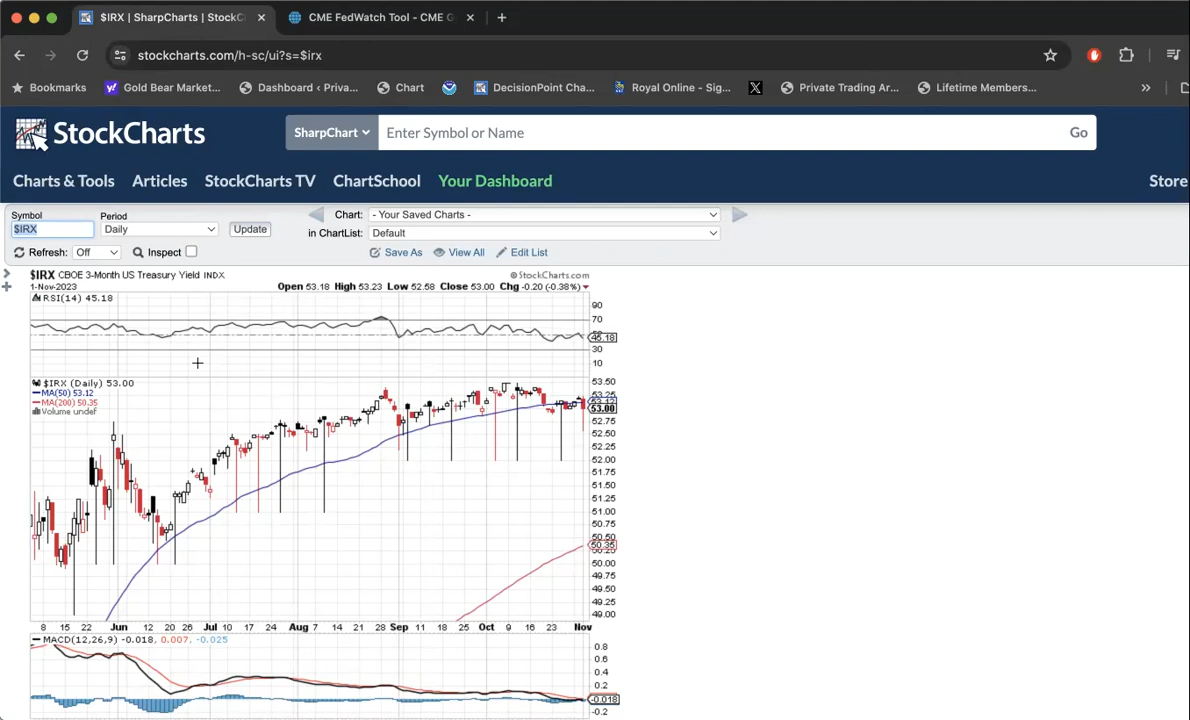 $IRX | SharpCharts | StockC
CME FedWatch Tool - CME G
stockcharts.com/h-sc/ui?s=$irx
Bookmarks
Gold Bear Market...
Dashboard ‹ Priva...
Chart
DecisionPoint Cha...
Royal Online - Sig...
X
Private Trading Ar...
Lifetime Members...
»
StockCharts
SharpChart
Enter Symbol or Name
Go
Charts & Tools
Articles
StockCharts TV
ChartSchool
Your Dashboard
Store
Symbol
Period
$IRX
Daily
Update
Chart:
- Your Saved Charts -
in ChartList:
Default
Refresh:
Off
Inspect
Save As
View All
Edit List
$IRX CBOE 3-Month US Treasury Yield INDX
© StockCharts.com
1-Nov-2023
Open 53.18 High 53.23 Low 52.58 Close 53.00 Chg -0.20 (-0.38%)
RSI(14) 45.18
90
70
50
45.18
30
10
$IRX (Daily) 53.00
MA(50) 53.12
MA(200) 50.35
Volume undef
53.50
53.25
53.12
53.00
52.75
52.50
52.25
52.00
51.75
51.50
51.25
51.00
50.75
50.50
50.35
50.25
50.00
49.75
49.50
49.25
49.00
8 15 22 Jun 12 20 26 Jul 10 17 24 Aug 7 14 21 28 Sep 11 18 25 Oct 9 16 23 Nov
MACD(12,26,9) -0.018, 0.007, -0.025
0.8
0.6
0.4
0.2
-0.018
-0.2